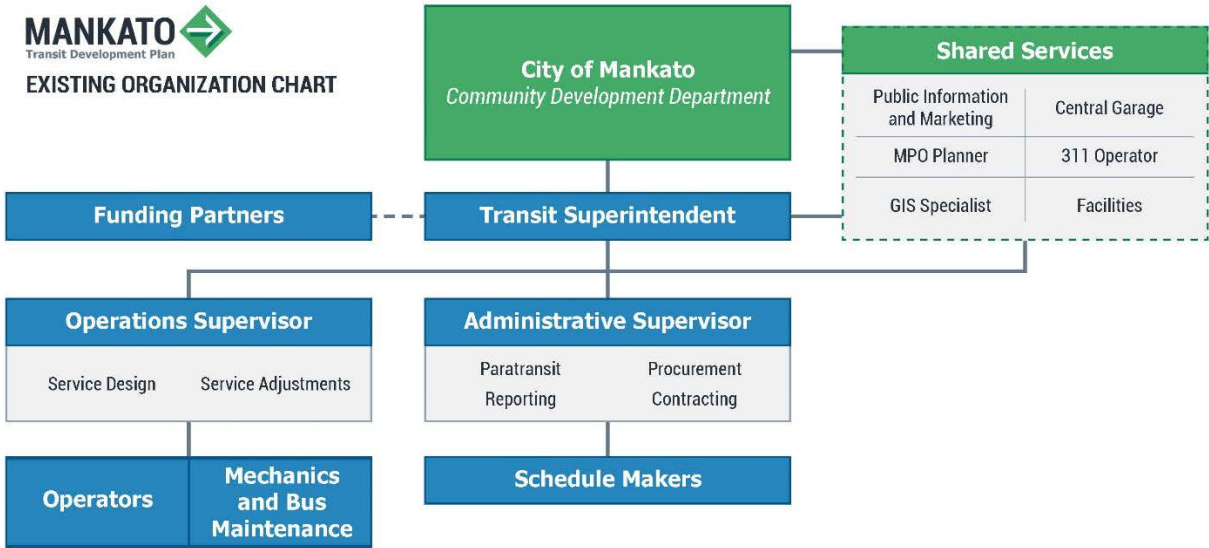 MANKATO
Transit Development Plan
EXISTING ORGANIZATION CHART
City of Mankato
Community Development Department
Shared Services
Public Information
and Marketing
Central Garage
MPO Planner
311 Operator
GIS Specialist
Facilities
Funding Partners
Transit Superintendent
Operations Supervisor
Service Design
Service Adjustments
Administrative Supervisor
Paratransit
Procurement
Reporting
Contracting
Operators
Mechanics
and Bus
Maintenance
Schedule Makers